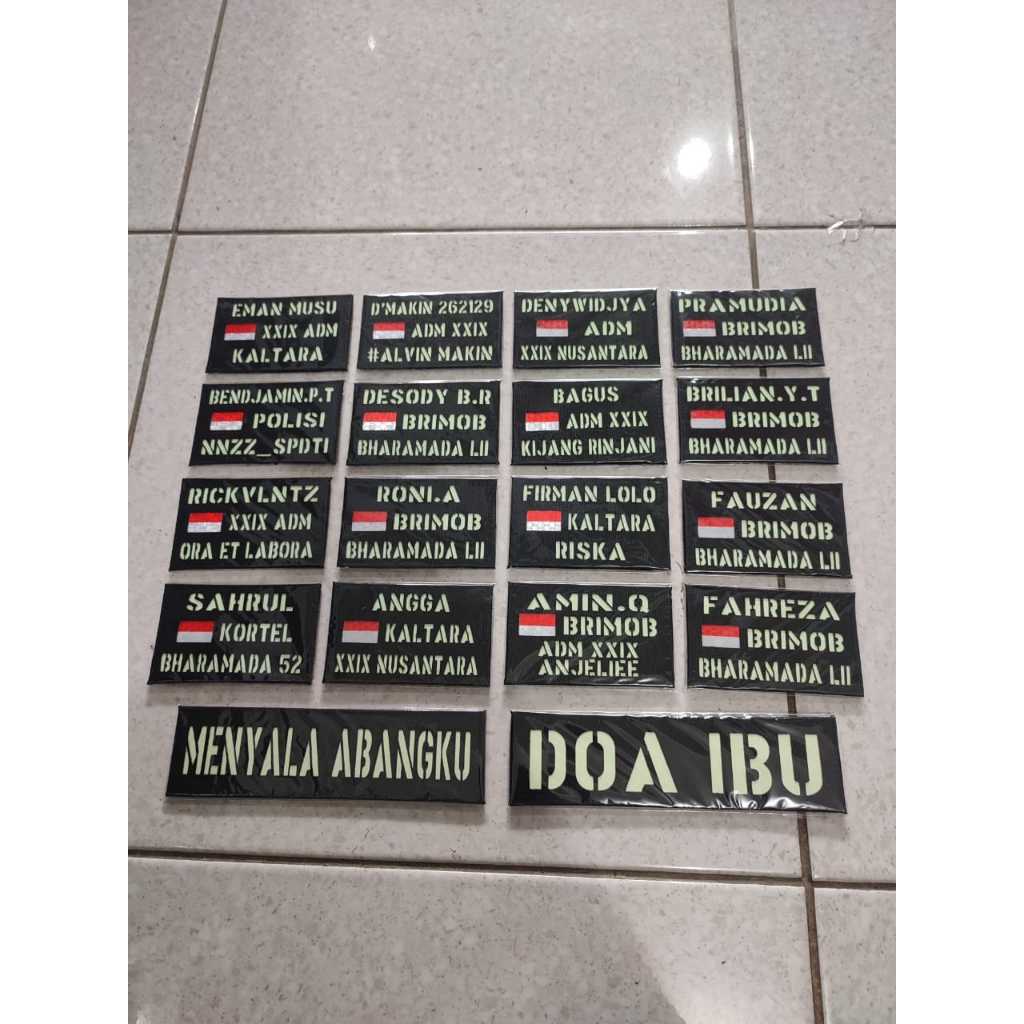 EMAN MUSU
XXIX ADM
KALTARA
D'MAKIN 262129
ADM XXIX
#ALVIN MAKIN
DENYWIDJYA
ADM
XXIX NUSANTARA
PRAMUDIA
BRIMOB
BHARAMADA LII
BENDJAMIN.P.T
POLISI
NNZZ_SPDT1
DESODY B.R
BRIMOB
BHARAMADA LII
BAGUS
ADM XXIX
KIJANG RINJANI
BRILIAN.Y.T
BRIMOB
BHARAMADA LII
RICKVLNTZ
XXIX ADM
ORA ET LABORA
RONI.A
BRIMOB
BHARAMADA LII
FIRMAN LOLO
KALTARA
RISKA
FAUZAN
BRIMOB
BHARAMADA LII
SAHRUL
KORTEL
BHARAMADA 52
ANGGA
KALTARA
XXIX NUSANTARA
AMIN.Q
BRIMOB
ADM XXIX
ANJELIEE
FAHREZA
BRIMOB
BHARAMADA LII
MENYALA ABANGKU
DOA IBU